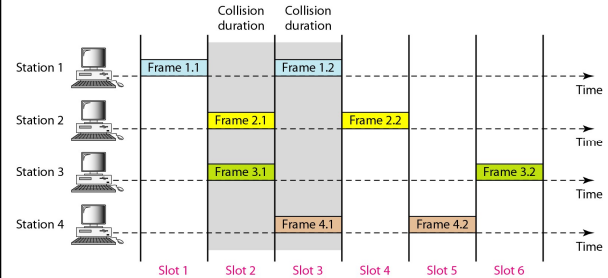 Collision duration
Collision duration
Station 1
Frame 1.1
Frame 1.2
Time
Station 2
Frame 2.1
Frame 2.2
Time
Station 3
Frame 3.1
Frame 3.2
Time
Station 4
Frame 4.1
Frame 4.2
Time
Slot 1
Slot 2
Slot 3
Slot 4
Slot 5
Slot 6